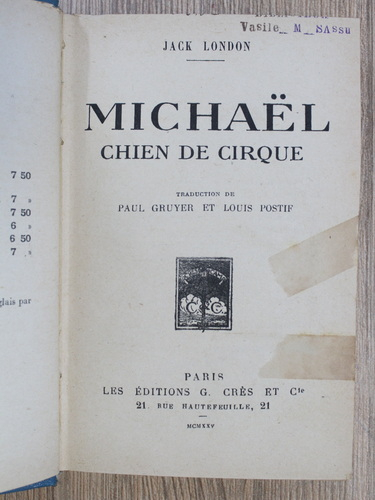 Vasile M Sassu
JACK LONDON
MICHAËL
CHIEN DE CIRQUE
TRADUCTION DE
PAUL GRUYER ET LOUIS POSTIF
PARIS
LES ÉDITIONS G. CRÈS ET Cie
21, RUE HAUTEFEUILLE, 21
MCMXXV
7 50
7 »
7 50
6 »
6 50
7 »
glais par